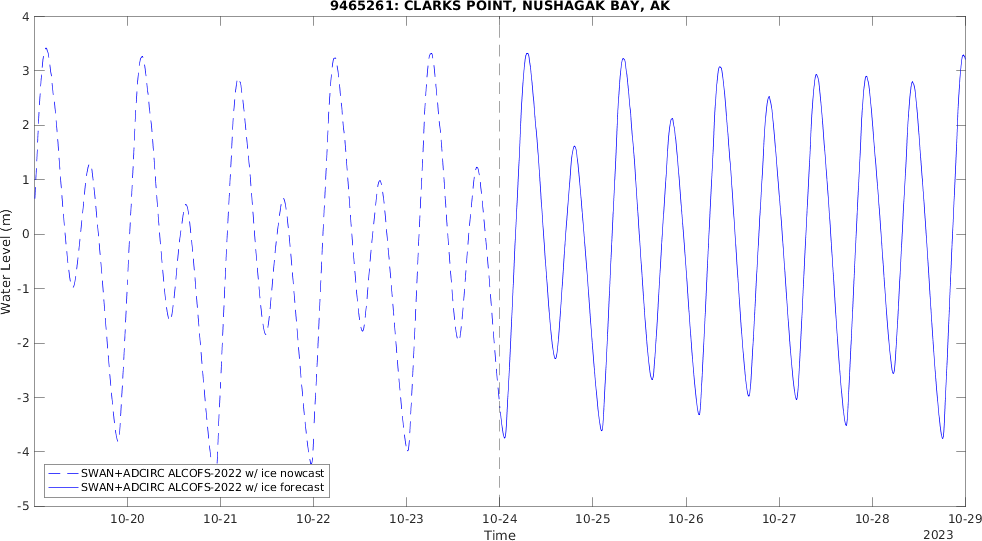 9465261: CLARKS POINT, NUSHAGAK BAY, AK
4
3
2
1
0
-1
-2
-3
-4
-5
Water Level (m)
SWAN+ADCIRC ALCOFS-2022 w/ ice nowcast
SWAN+ADCIRC ALCOFS-2022 w/ ice forecast
10-20 10-21 10-22 10-23 10-24 10-25 10-26 10-27 10-28 10-29
Time
2023